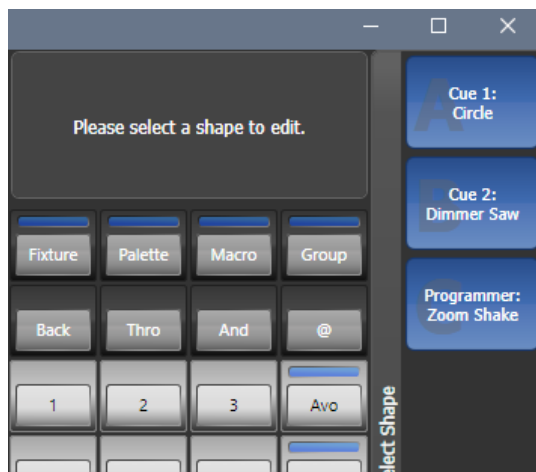 Please select a shape to edit.
A
Cue 1:
Circle
B
Cue 2:
Dimmer Saw
C
Programmer:
Zoom Shake
Fixture Palette Macro Group
Back Thro And @
1 2 3 Avo
elect Shape